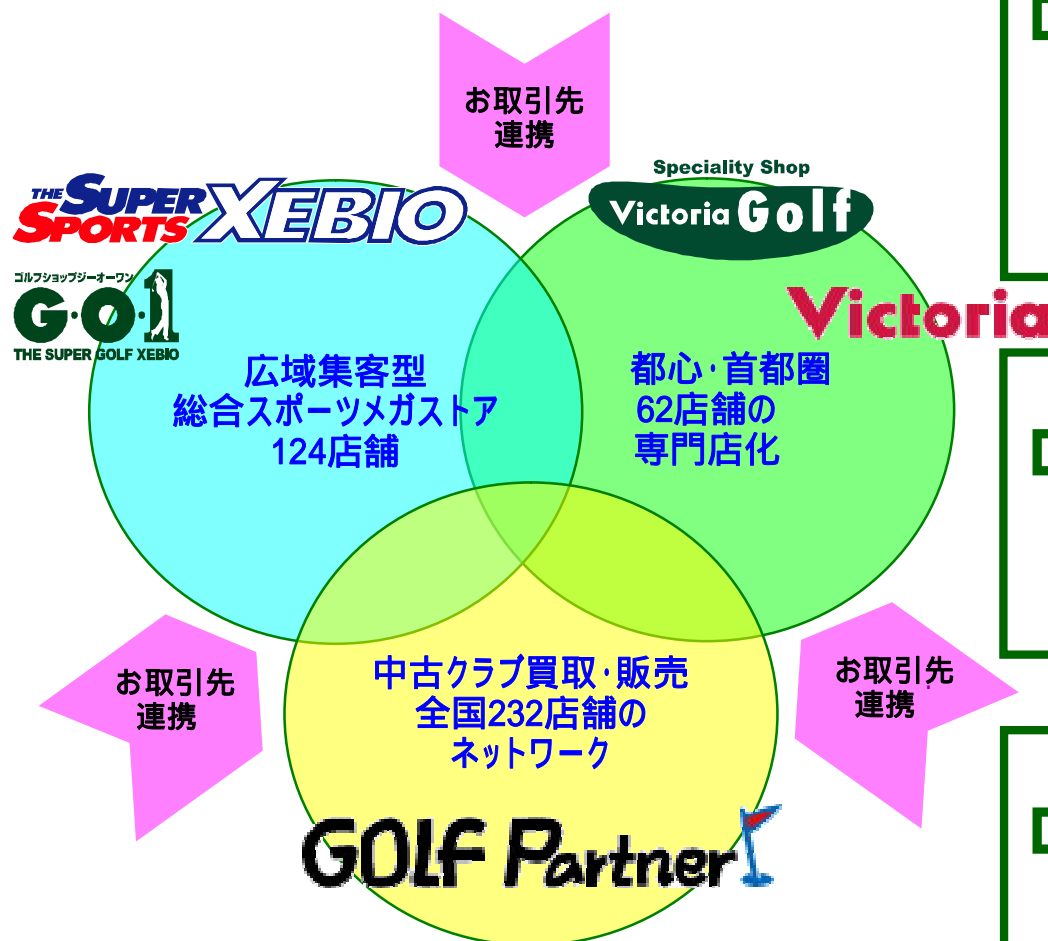 お取引先
連携
THE SUPER
SPORTS XEBIO
Speciality Shop
Victoria Golf
ゴルフショップジーオーワン
G・O・1
THE SUPER GOLF XEBIO
Victoria
広域集客型
総合スポーツメガストア
124店舗
都心・首都圏
62店舗の
専門店化
お取引先
連携
中古クラブ買取・販売
全国232店舗の
ネットワーク
お取引先
連携
GOLF Partner